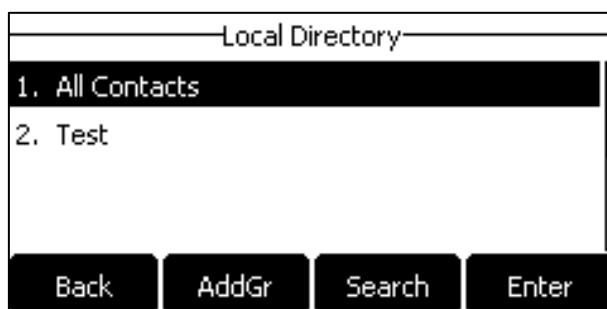 Local Directory
1. All Contacts
2. Test
Back AddGr Search Enter